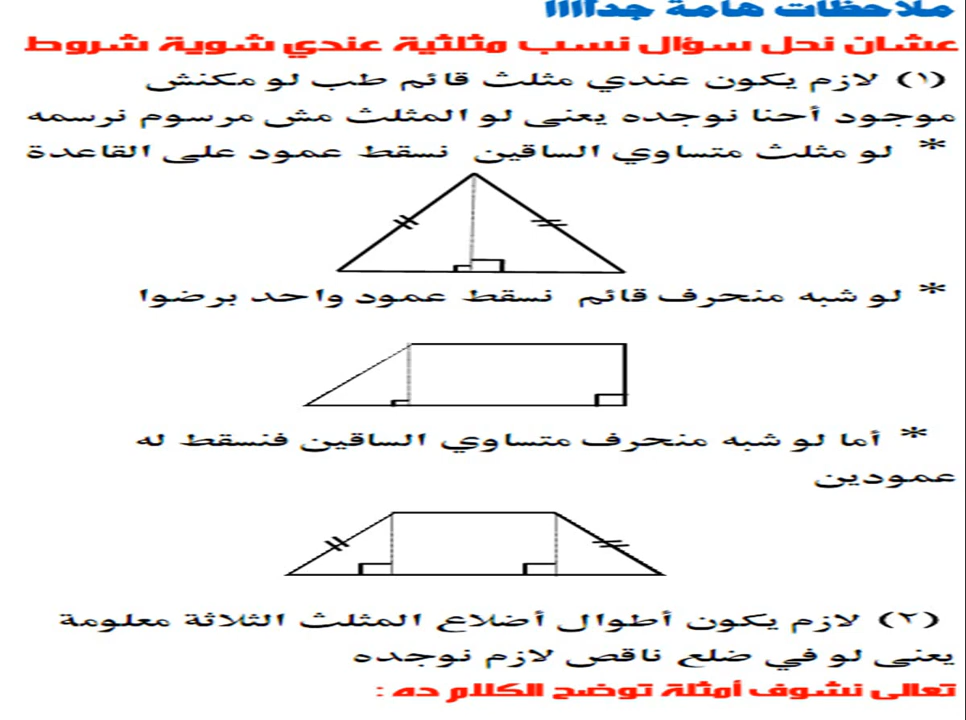 ملاحظات هامة جداااا
عشان نحل سؤال نسب مثلثية عندي شوية شروط
(١) لازم يكون عندي مثلث قائم طب لو مكنش
موجود أحنا نوجده يعنى لو المثلث مش مرسوم نرسمه
* لو مثلث متساوي الساقين نسقط عمود على القاعدة
* لو شبه منحرف قائم نسقط عمود واحد برضوا
* أما لو شبه منحرف متساوي الساقين فنسقط له
عمودين
(٢) لازم يكون أطوال أضلاع المثلث الثلاثة معلومة
يعنى لو في ضلع ناقص لازم نوجده
تعالى نشوف أمثلة توضح الكلام ده :